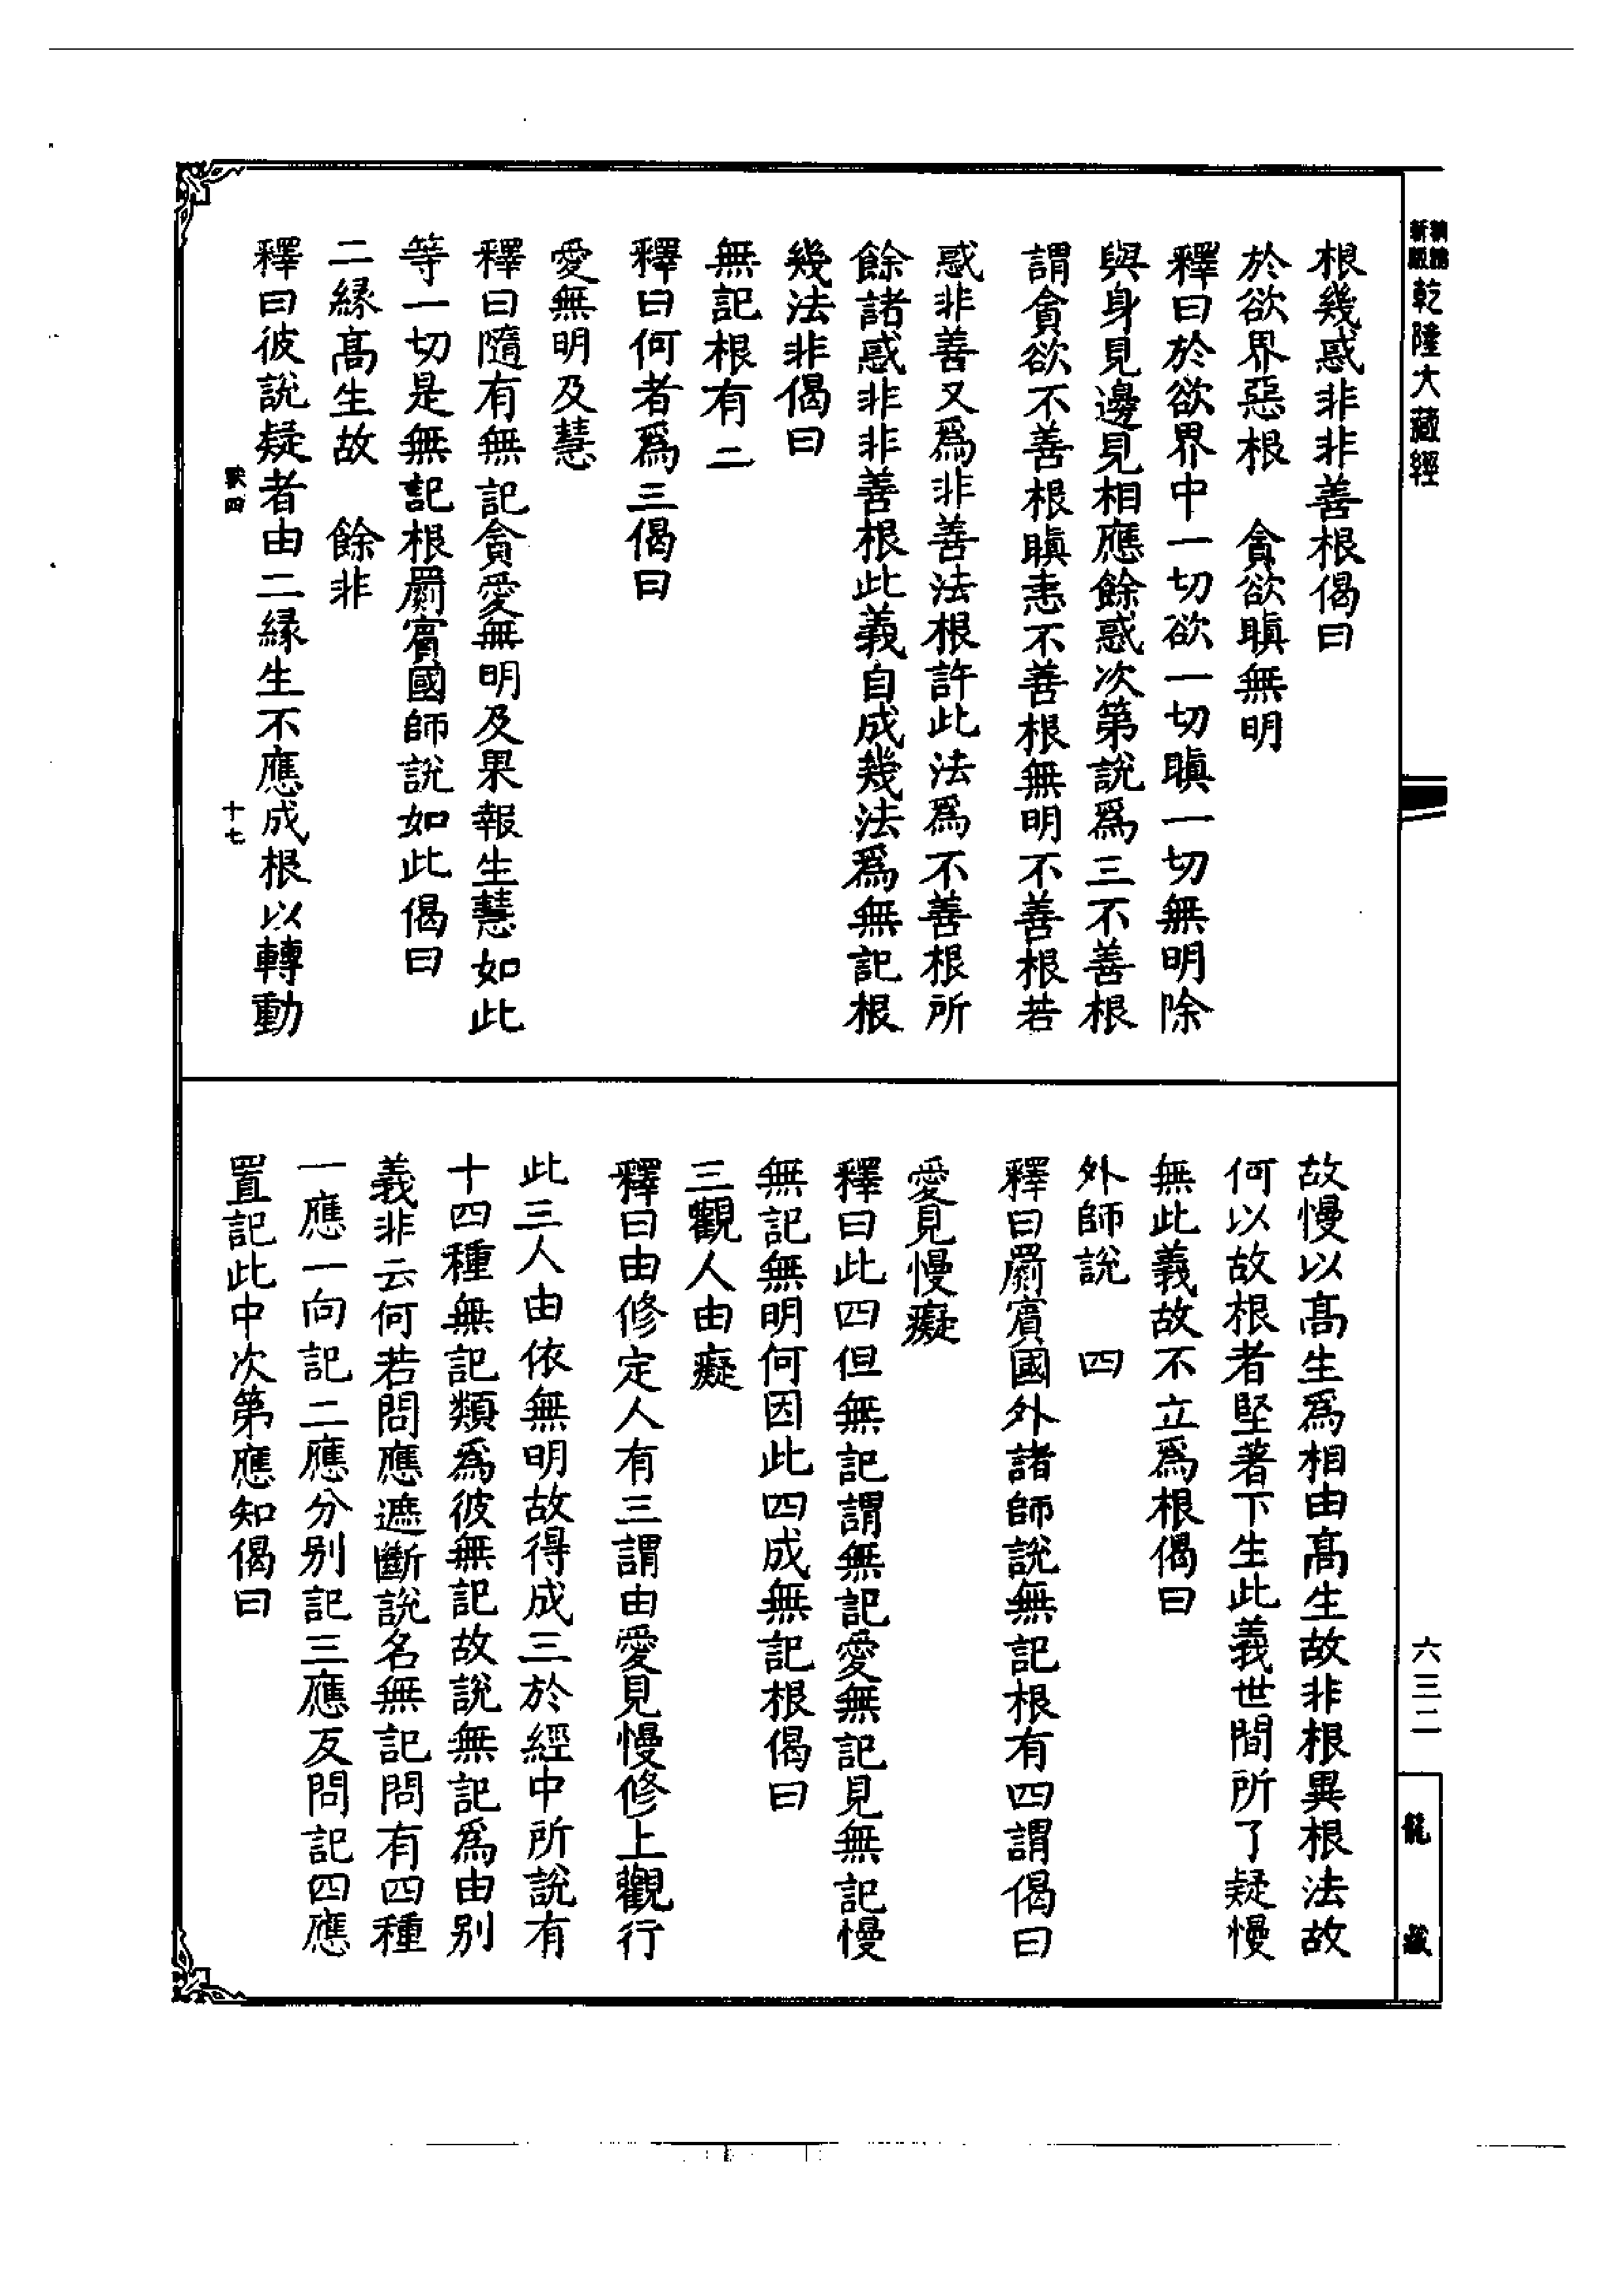 新版
乾隆大藏經
根幾惑非非善根偈曰
於欲界惡根　貪欲瞋無明
釋曰於欲界中一切欲一切瞋一切無明除
與身見邊見相應餘惑次第說爲三不善根
謂貪欲不善根瞋恚不善根無明不善根若
惑非善又爲非善法根許此法爲不善根所
餘諸惑非非善根此義自成幾法爲無記根
幾法非偈曰
無記根有二
釋曰何者爲三偈曰
愛無明及慧
釋曰隨有無記貪愛無明及果報生慧如此
等一切是無記根罽賓國師說如此偈曰
二緣高生故　餘非
釋曰彼說疑者由二緣生不應成根以轉動
四
十七
故慢以高生爲相由高生故非根異根法故
何以故根者堅著下生此義世間所了疑慢
無此義故不立爲根偈曰
外師說　四
釋曰罽賓國外諸師說無記根有四謂偈曰
愛見慢癡
釋曰此四但無記謂無記愛無記見無記慢
無記無明何因此四成無記根偈曰
三觀人由癡
釋曰由修定人有三謂由愛見慢修上觀行
此三人由依無明故得成三於經中所說有
十四種無記類爲彼無記故說無記爲由別
義非云何若問應遮斷說名無記問有四種
一應一向記二應分別記三應反問記四應
置記此中次第應知偈曰
六三二
龍藏